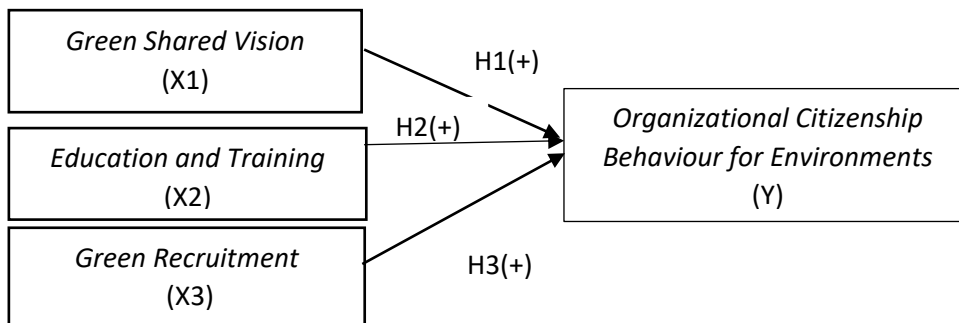 Green Shared Vision
(X1)
H1(+)
H2(+)
Education and Training
(X2)
Green Recruitment
(X3)
H3(+)
Organizational Citizenship
Behaviour for Environments
(Y)